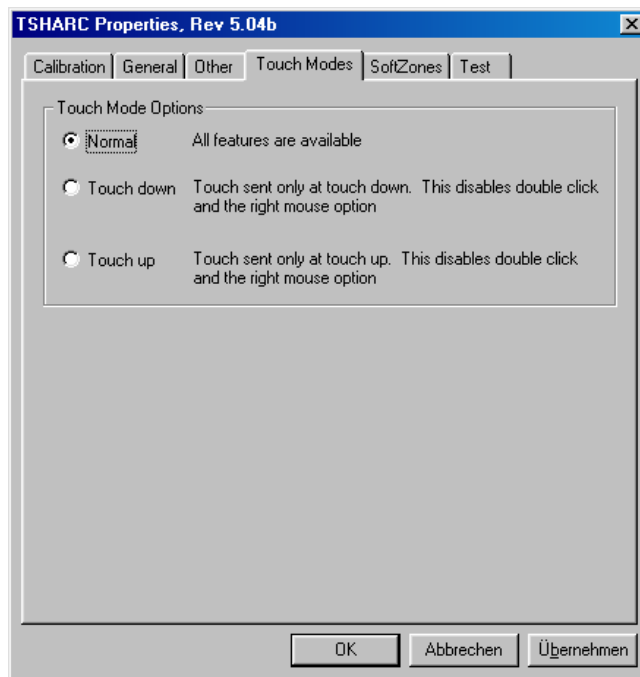 TSHARC Properties, Rev 5.04b
Calibration General Other Touch Modes SoftZones Test
Touch Mode Options
Normal All features are available
Touch down Touch sent only at touch down. This disables double click
and the right mouse option
Touch up Touch sent only at touch up. This disables double click
and the right mouse option
OK Abbrechen Übernehmen